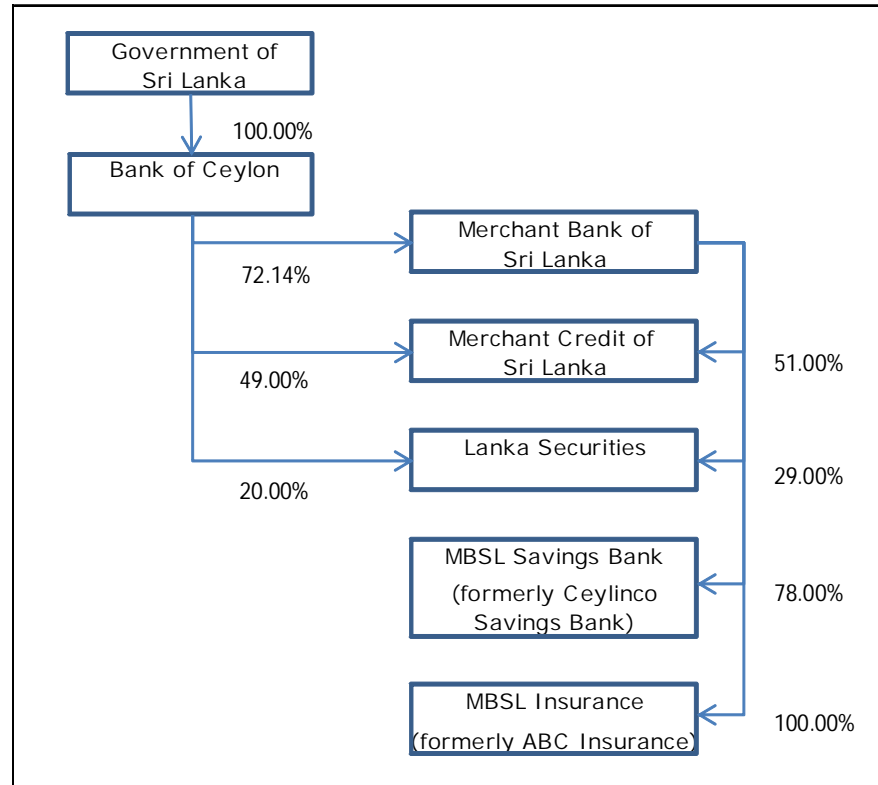 Government of
Sri Lanka
100.00%
Bank of Ceylon
Merchant Bank of
Sri Lanka
72.14%
Merchant Credit of
Sri Lanka
51.00%
49.00%
Lanka Securities
29.00%
20.00%
MBSL Savings Bank
(formerly Ceylinco
Savings Bank)
78.00%
MBSL Insurance
(formerly ABC Insurance)
100.00%